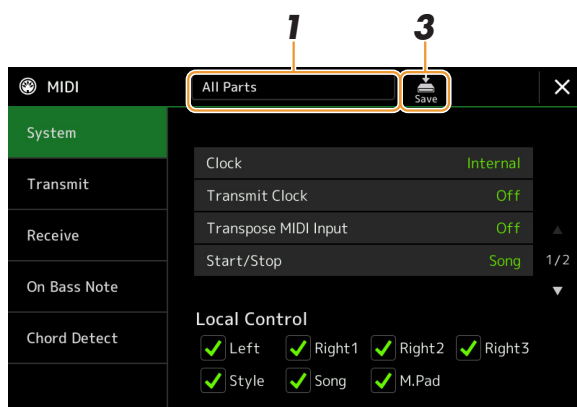 1 3
MIDI All Parts Save
System
Clock Internal
Transmit
Transmit Clock Off
Transpose MIDI Input Off
Receive
Start/Stop Song 1/2
On Bass Note
Local Control
Chord Detect
Left Right1 Right2 Right3
Style Song M.Pad